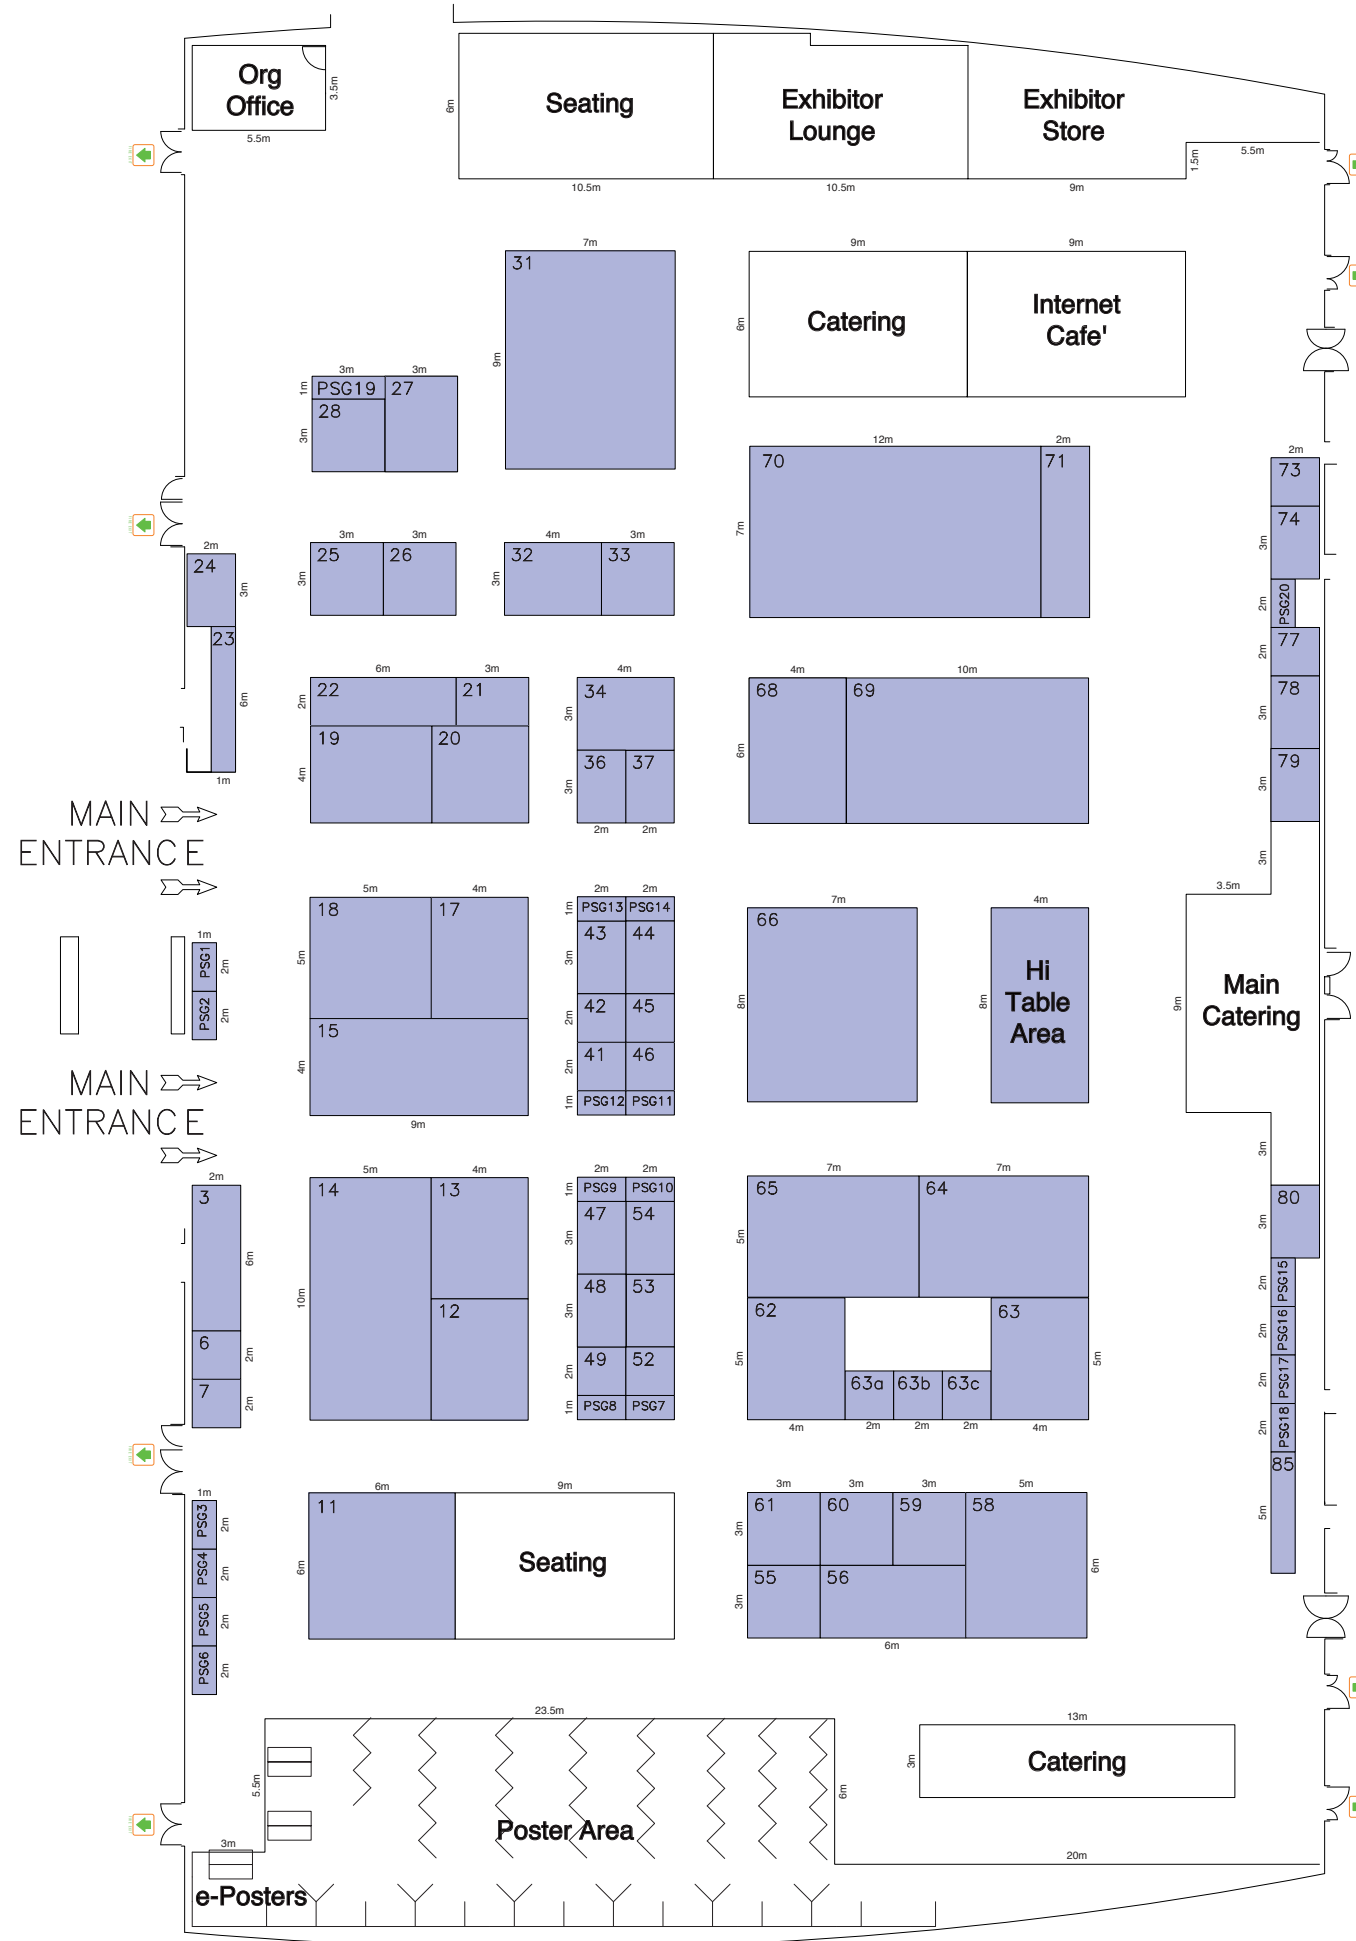 Org
Office
3.5m
5.5m
6m
Seating
Exhibitor
Lounge
Exhibitor
Store
10.5m
10.5m
9m
1.5m
5.5m
7m
31
9m
9m
9m
6m
Catering
Internet
Cafe'
3m
3m
1m
PSG19
27
28
3m
12m
2m
70
71
7m
2m
73
74
3m
2m
PSG20
2m
77
78
3m
79
3m
3m
2m
24
3m
23
6m
1m
3m
3m
25
26
3m
4m
3m
32
33
3m
6m
3m
22
21
2m
19
20
4m
4m
34
3m
36
37
3m
2m
2m
4m
10m
68
69
6m
MAIN
ENTRANCE
1m
PSG1
2m
PSG2
2m
MAIN
ENTRANCE
5m
4m
18
17
5m
15
4m
9m
2m
2m
1m
PSG13
PSG14
43
44
3m
42
45
2m
41
46
2m
PSG12
PSG11
1m
7m
66
8m
4m
Hi
Table
Area
8m
3.5m
9m
Main
Catering
3m
80
3m
2m
PSG15
2m
PSG16
2m
PSG17
2m
PSG18
85
5m
2m
3
6m
6
2m
7
2m
5m
4m
14
13
10m
12
2m
2m
1m
PSG9
PSG10
47
54
3m
48
53
3m
49
52
2m
PSG8
PSG7
1m
7m
7m
65
64
5m
62
63
5m
5m
63a
63b
63c
4m
2m
2m
2m
4m
1m
PSG3
2m
PSG4
2m
PSG5
2m
PSG6
2m
6m
9m
11
Seating
6m
3m
3m
3m
5m
61
60
59
58
3m
55
56
3m
6m
6m
23.5m
5.5m
6m
Poster Area
3m
e-Posters
13m
3m
Catering
20m